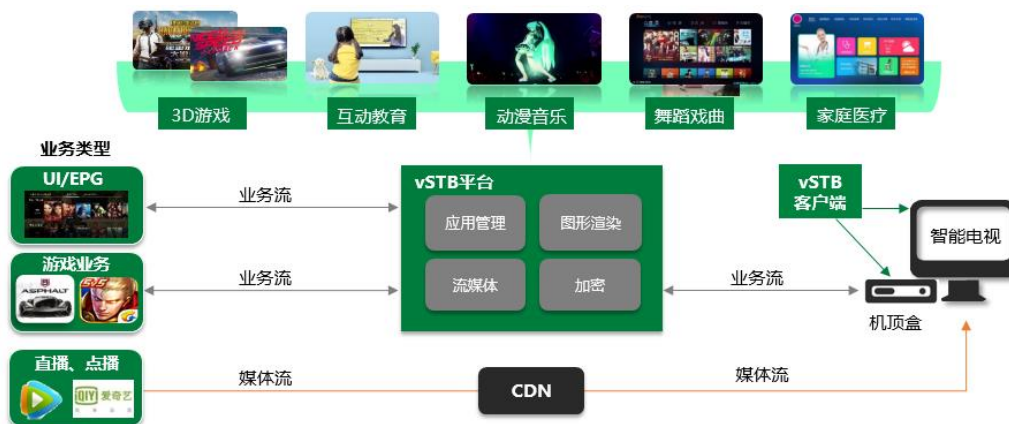 3D游戏
互动教育
动漫音乐
舞蹈戏曲
家庭医疗
业务类型
UI/EPG
业务流
vSTB平台
应用管理
图形渲染
流媒体
加密
vSTB
客户端
智能电视
游戏业务
ASPHALT
5V5
业务流
业务流
机顶盒
直播、点播
QIY 爱奇艺
媒体流
CDN
媒体流